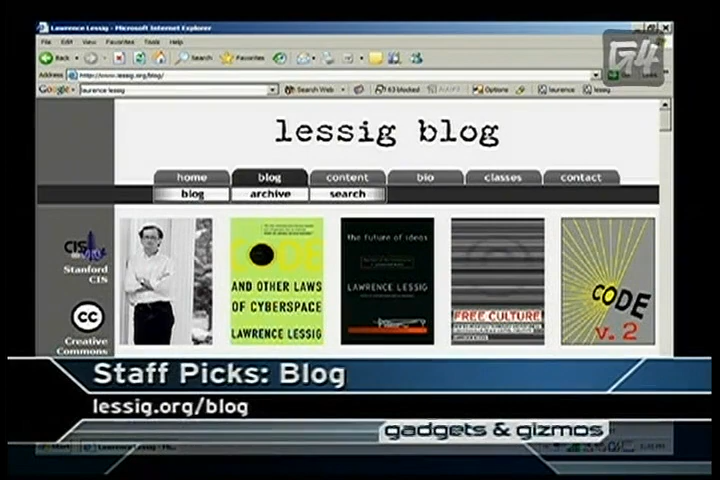 Lawrence Lessig - Microsoft Internet Explorer
File Edit View Favorites Tools Help
G4
Back Search Favorites
Address http://www.lessig.org/blog/
Google laurence lessig Search Web 63 blocked Options laurence lessig
lessig blog
home blog content bio classes contact
blog archive search
CIS
Stanford
CIS
cc
Creative
Commons
CODE
AND OTHER LAWS
OF CYBERSPACE
LAWRENCE LESSIG
the future of ideas
LAWRENCE LESSIG
FREE CULTURE
CODE
v.2
Staff Picks: Blog
lessig.org/blog
gadgets & gizmos